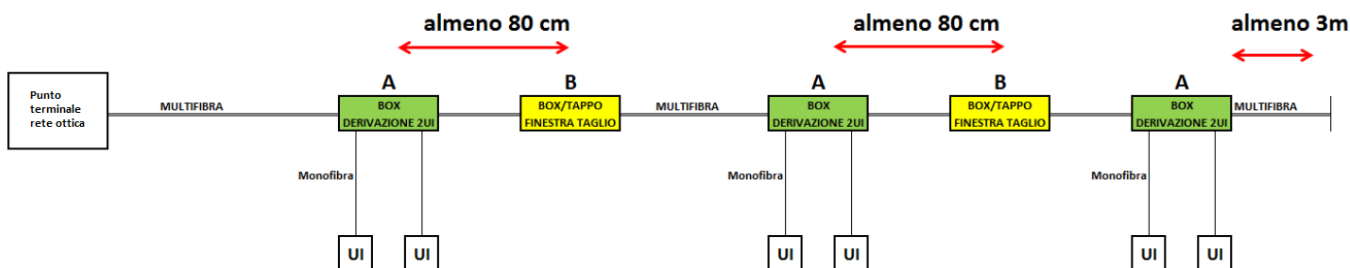 almeno 80 cm
almeno 80 cm
almeno 3m
A
B
A
B
A
Punto
terminale
rete ottica
MULTIFIBRA
BOX
DERIVAZIONE 2UI
BOX/TAPPO
FINESTRA TAGLIO
MULTIFIBRA
BOX
DERIVAZIONE 2UI
BOX/TAPPO
FINESTRA TAGLIO
BOX
DERIVAZIONE 2UI
MULTIFIBRA
Monofibra
Monofibra
Monofibra
UI
UI
UI
UI
UI
UI